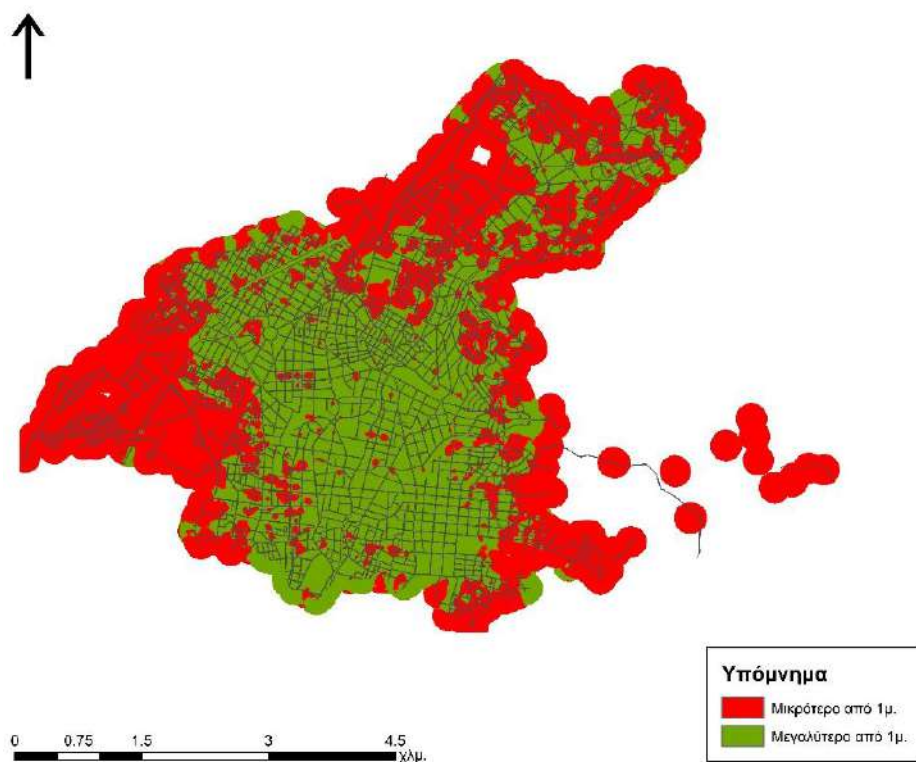 Υπόμνημα
Μικρότερο από 1μ.
Μεγαλύτερο από 1μ.
0 0.75 1.5 3 4.5
χλμ.